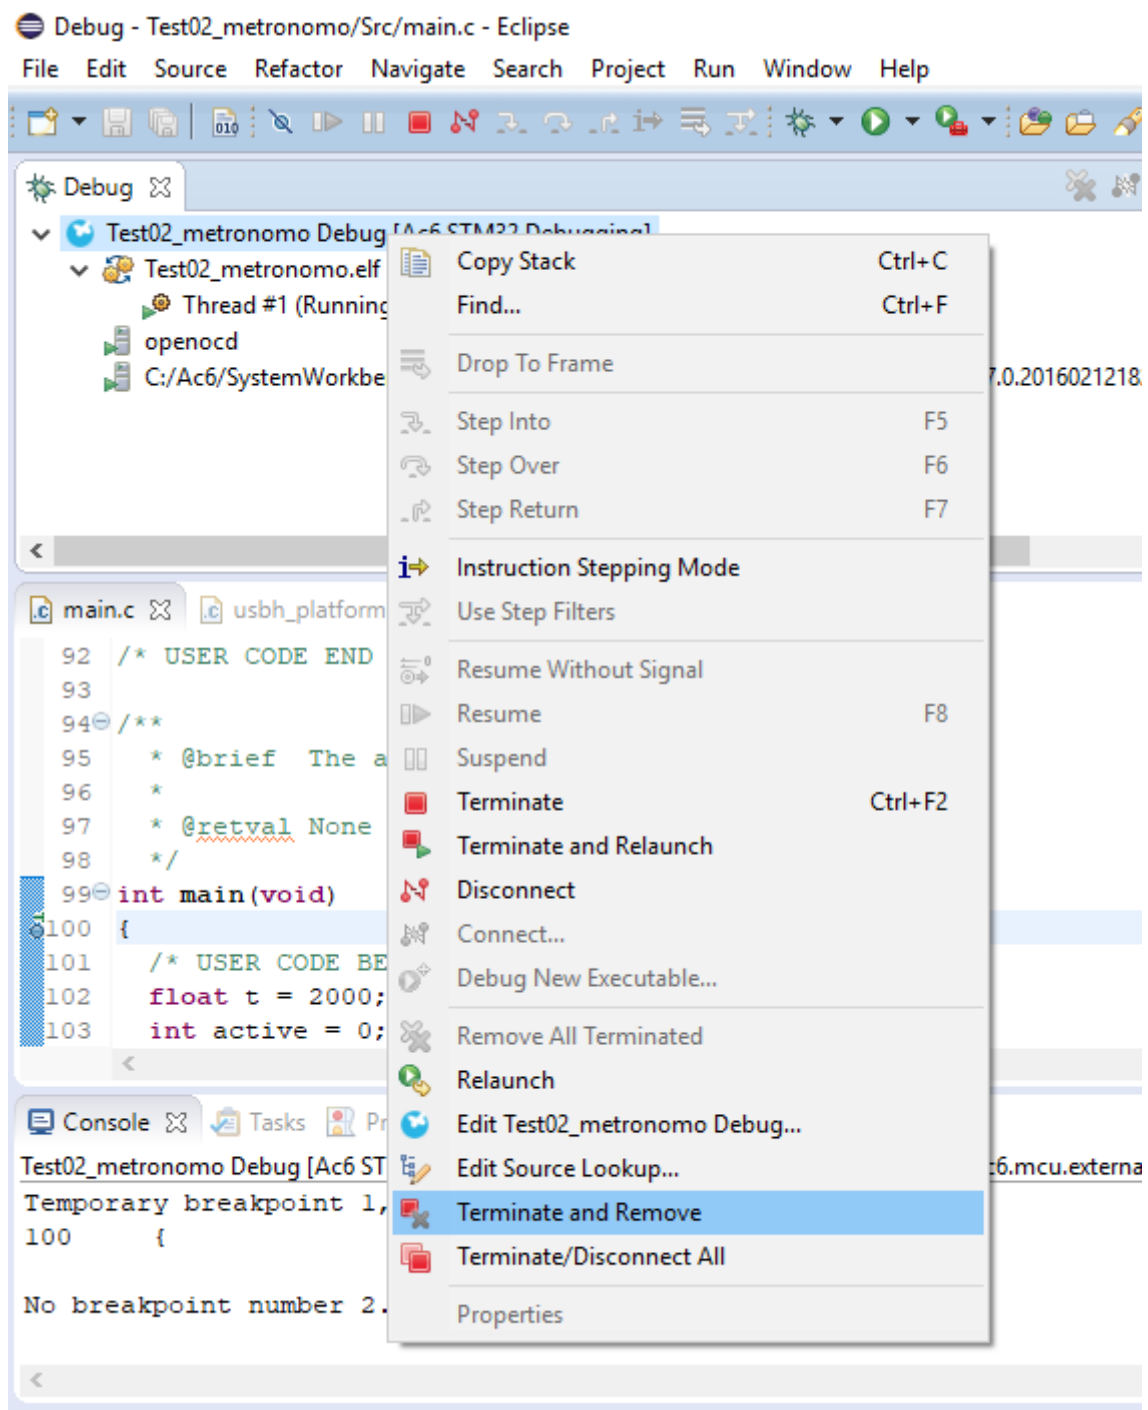 Debug - Test02_metronomo/Src/main.c - Eclipse
File Edit Source Refactor Navigate Search Project Run Window Help
010
Debug
Test02_metronomo Debug [Ac6 STM32 Debugging]
Test02_metronomo.elf
Thread #1 (Running
openocd
C:/Ac6/SystemWorkbe 7.0.2016021218
Copy Stack Ctrl+C
Find... Ctrl+F
Drop To Frame
Step Into F5
Step Over F6
Step Return F7
Instruction Stepping Mode
Use Step Filters
Resume Without Signal
Resume F8
Suspend
Terminate Ctrl+F2
Terminate and Relaunch
Disconnect
Connect...
Debug New Executable...
Remove All Terminated
Relaunch
Edit Test02_metronomo Debug...
Edit Source Lookup...
Terminate and Remove
Terminate/Disconnect All
Properties
main.c usbh_platform
92 /* USER CODE END
93
94 /**
95 * @brief The a
96 *
97 * @retval None
98 */
99 int main(void)
100 {
101 /* USER CODE BE
102 float t = 2000;
103 int active = 0;
Console Tasks Pr
Test02_metronomo Debug [Ac6 ST c6.mcu.externa
Temporary breakpoint 1,
100 {
No breakpoint number 2.